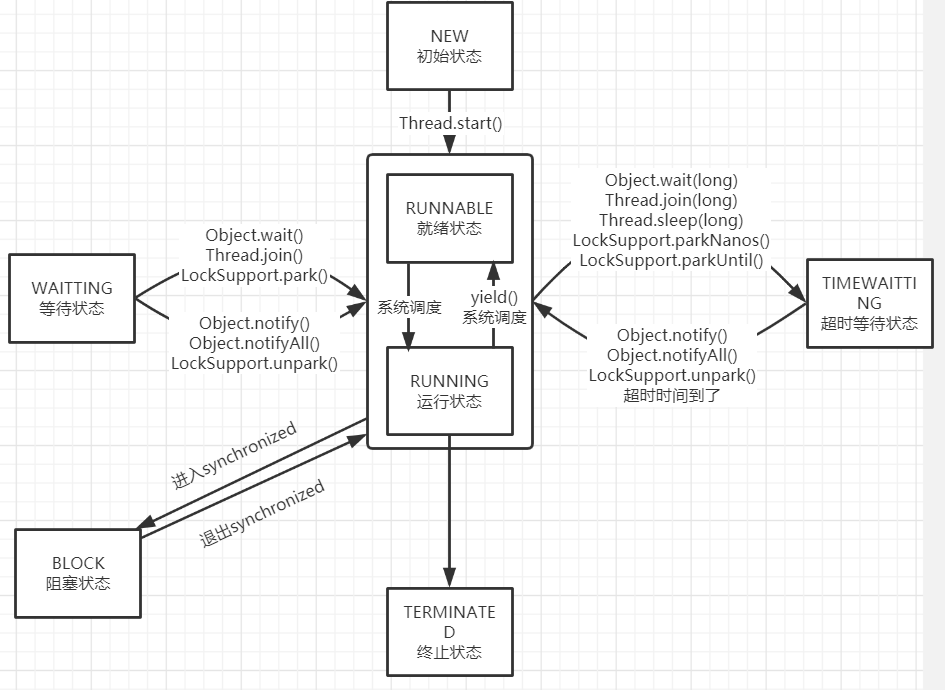 NEW
初始状态
Thread.start()
RUNNABLE
就绪状态
Object.wait()
Thread.join()
LockSupport.park()
WAITTING
等待状态
Object.notify()
Object.notifyAll()
LockSupport.unpark()
系统调度
yield()
系统调度
RUNNING
运行状态
Object.wait(long)
Thread.join(long)
Thread.sleep(long)
LockSupport.parkNanos()
LockSupport.parkUntil()
TIMEWAITTI
NG
超时等待状态
Object.notify()
Object.notifyAll()
LockSupport.unpark()
超时时间到了
进入synchronized
退出synchronized
BLOCK
阻塞状态
TERMINATE
D
终止状态